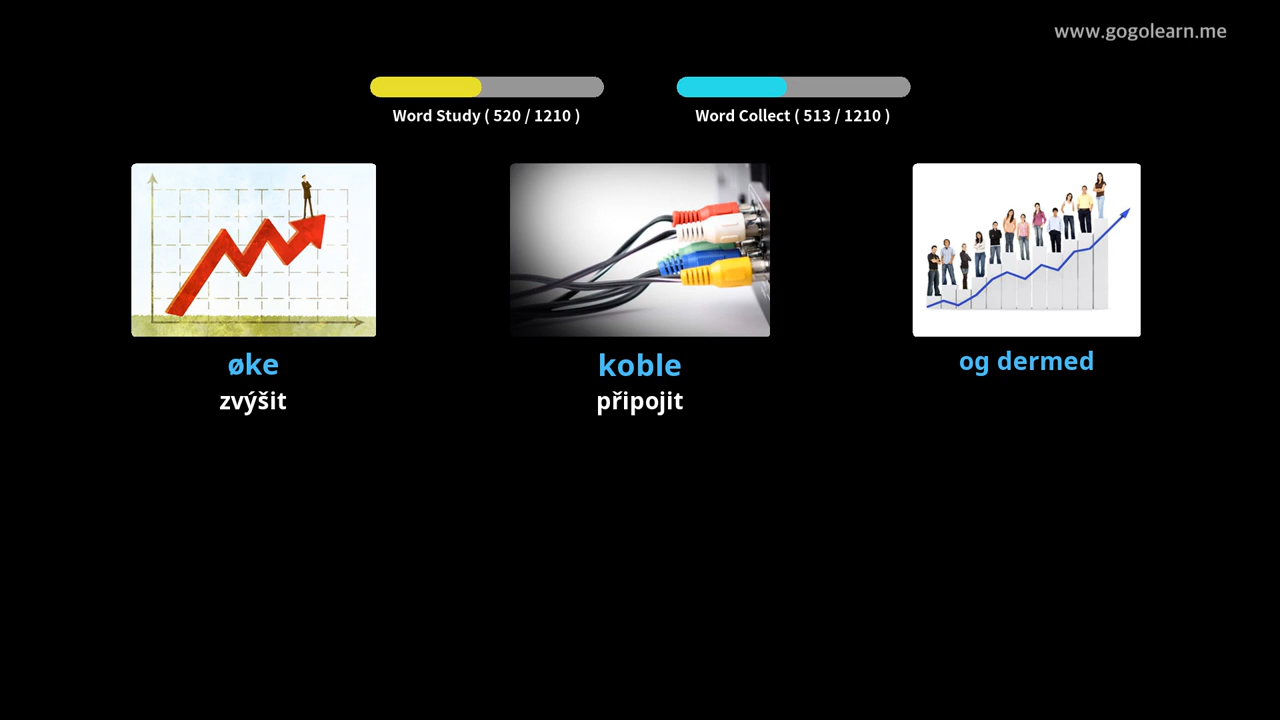 www.gogolearn.me
Word Study ( 520 / 1210 )
Word Collect ( 513 / 1210 )
øke
zvýšit
koble
připojit
og dermed